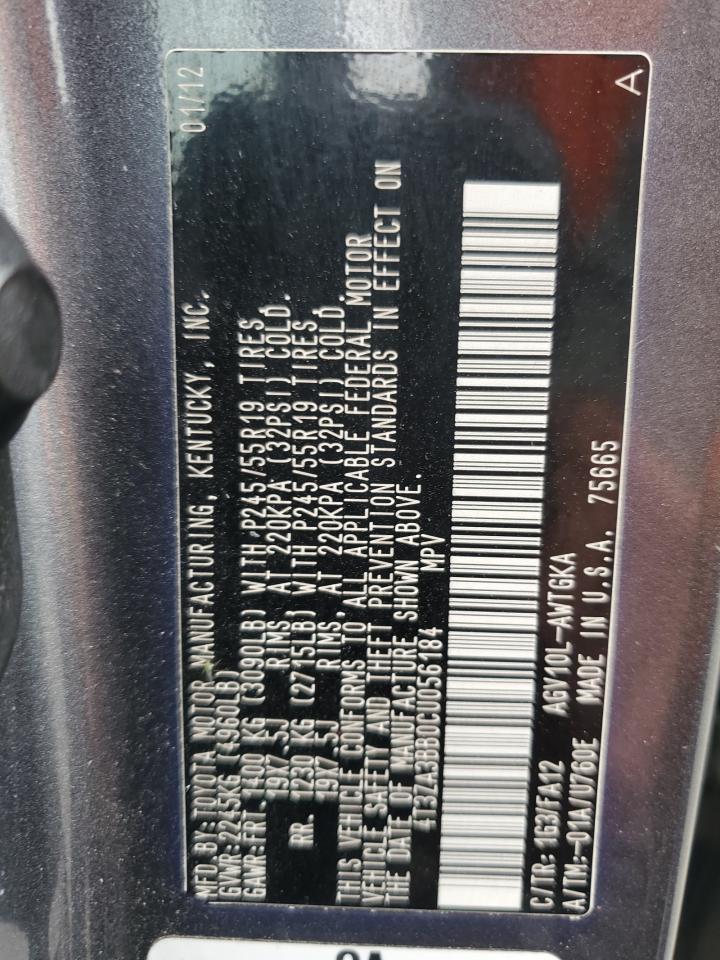 MFD BY:TOYOTA MOTOR MANUFACTURING, KENTUCKY, INC. 01/12
GVWR:2245KG (4960LB)
GAWR:FRT 1400 KG (3090LB) WITH P245/55R19 TIRES,
19X7.5J RIMS, AT 220KPA (32PSI) COLD.
RR. 1230 KG (2715LB) WITH P245/55R19 TIRES,
19X7.5J RIMS, AT 220KPA (32PSI) COLD.
THIS VEHICLE CONFORMS TO ALL APPLICABLE FEDERAL MOTOR
VEHICLE SAFETY AND THEFT PREVENTION STANDARDS IN EFFECT ON
THE DATE OF MANUFACTURE SHOWN ABOVE.
4T3ZA3BB0CU056184 MPV
C/TR: 1G3/FA12 AGV10L-AWTGKA
A/TM:-01A/U760E MADE IN U.S.A. 75665 A